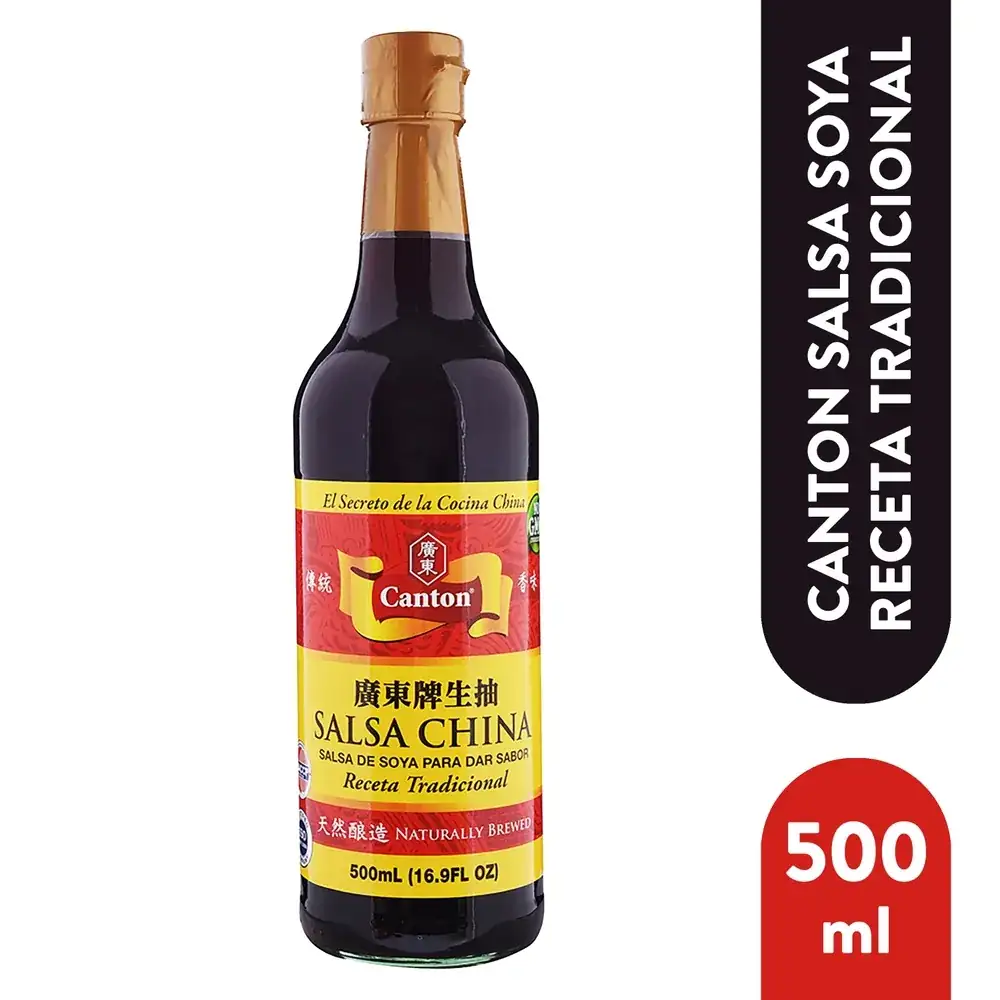 El Secreto de la Cocina China
廣
東
傳統
香味
Canton®
廣東牌生抽
SALSA CHINA
SALSA DE SOYA PARA DAR SABOR
Receta Tradicional
天然醸造 NATURALLY BREWED
500mL (16.9FL OZ)
CANTON SALSA SOYA
RECETA TRADICIONAL
500
ml